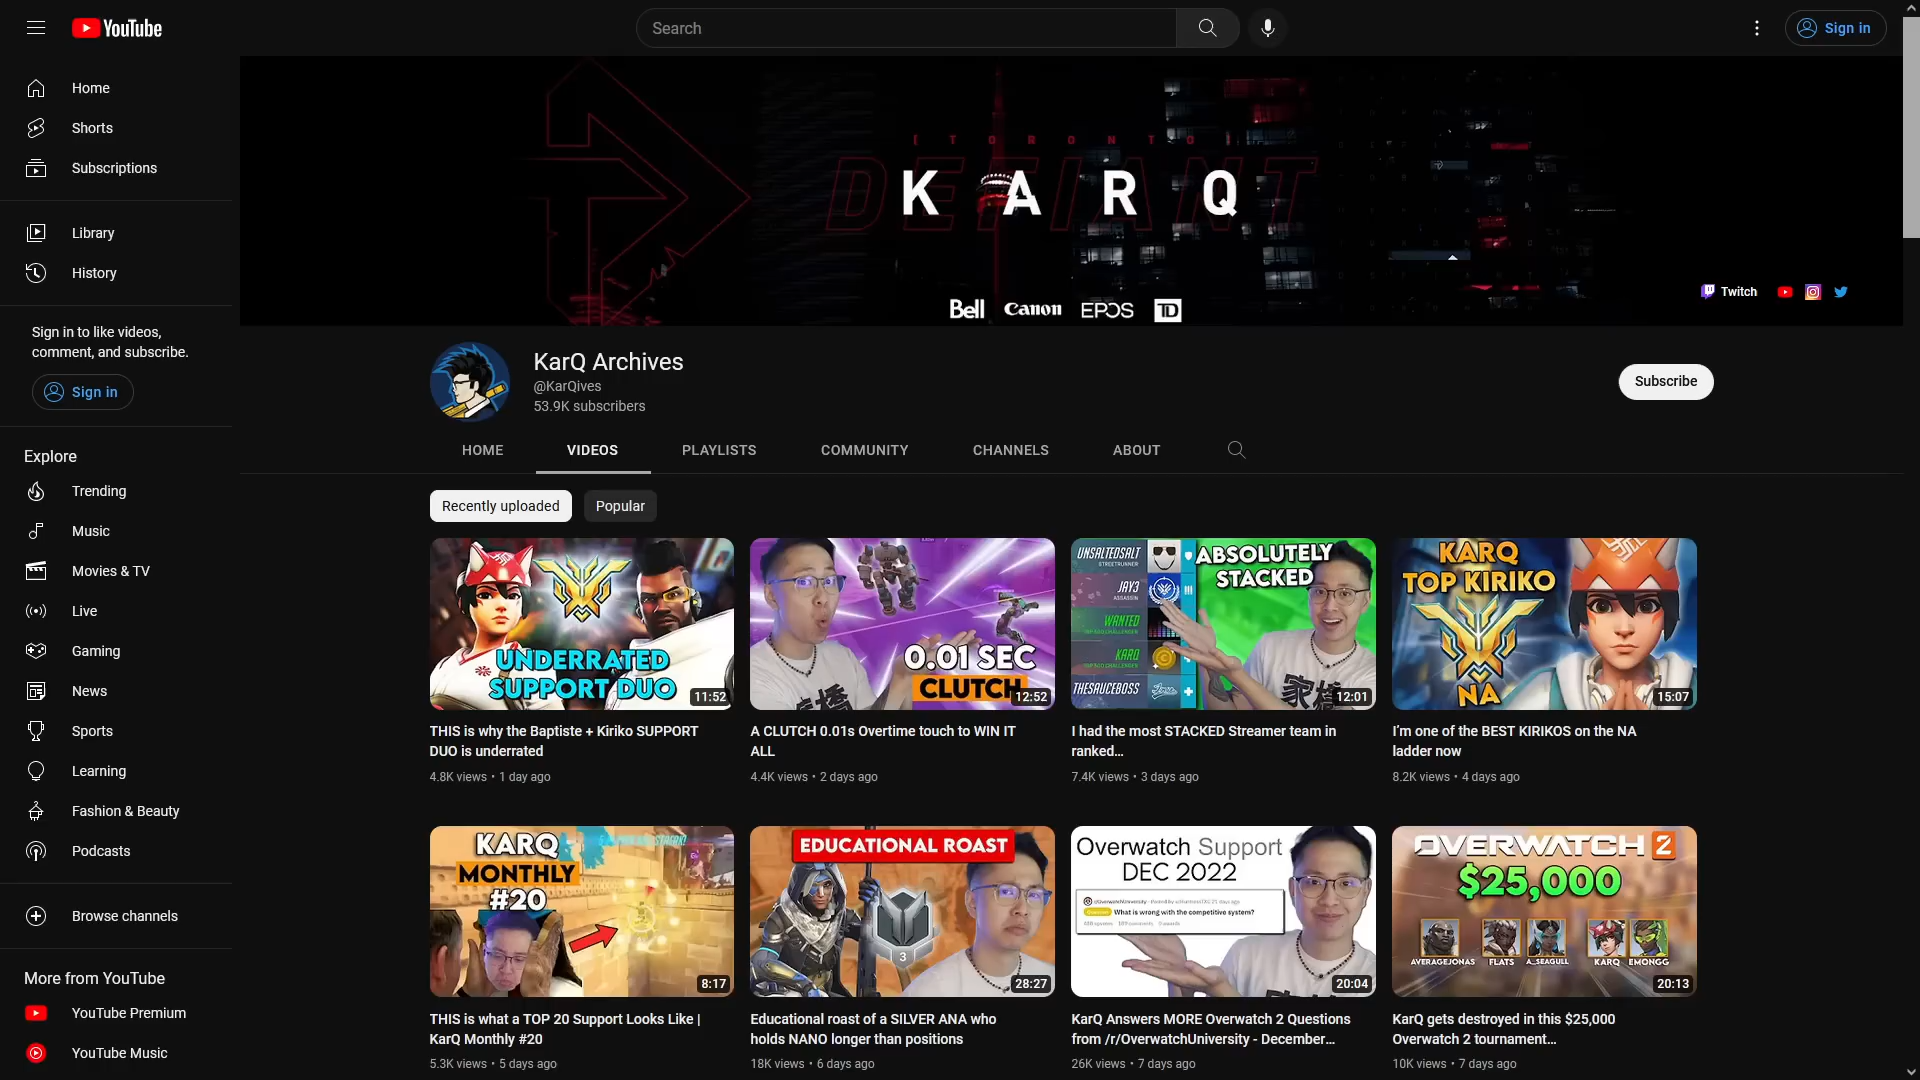 YouTube
Search
Sign in
Home
Shorts
Subscriptions
Library
History
Sign in to like videos,
comment, and subscribe.
Sign in
Explore
Trending
Music
Movies & TV
Live
Gaming
News
Sports
Learning
Fashion & Beauty
Podcasts
Browse channels
More from YouTube
YouTube Premium
YouTube Music
TORONTO
DEFIANT
KARQ
Bell Canon EPOS TD
Twitch
KarQ Archives
@KarQives
53.9K subscribers
Subscribe
HOME VIDEOS PLAYLISTS COMMUNITY CHANNELS ABOUT
Recently uploaded Popular
UNDERRATED
SUPPORT DUO
11:52
THIS is why the Baptiste + Kiriko SUPPORT
DUO is underrated
4.8K views • 1 day ago
0.01 SEC
CLUTCH
12:52
A CLUTCH 0.01s Overtime touch to WIN IT
ALL
4.4K views • 2 days ago
UNSALTEDSALT
STREETRUNNER
JAY3
ASSASSIN
WANTED
KARQ
THESAUCEBOSS
ABSOLUTELY
STACKED
12:01
I had the most STACKED Streamer team in
ranked...
7.4K views • 3 days ago
KARQ
TOP KIRIKO
NA
15:07
I'm one of the BEST KIRIKOS on the NA
ladder now
8.2K views • 4 days ago
KARQ
MONTHLY
#20
8:17
THIS is what a TOP 20 Support Looks Like |
KarQ Monthly #20
5.3K views • 5 days ago
EDUCATIONAL ROAST
3
28:27
Educational roast of a SILVER ANA who
holds NANO longer than positions
18K views • 6 days ago
Overwatch Support
DEC 2022
What is wrong with the competitive system?
20:04
KarQ Answers MORE Overwatch 2 Questions
from /r/OverwatchUniversity - December...
26K views • 7 days ago
OVERWATCH 2
$25,000
AVERAGEJONAS FLATS A_SEAGULL KARQ EMONGG
20:13
KarQ gets destroyed in this $25,000
Overwatch 2 tournament...
10K views • 7 days ago